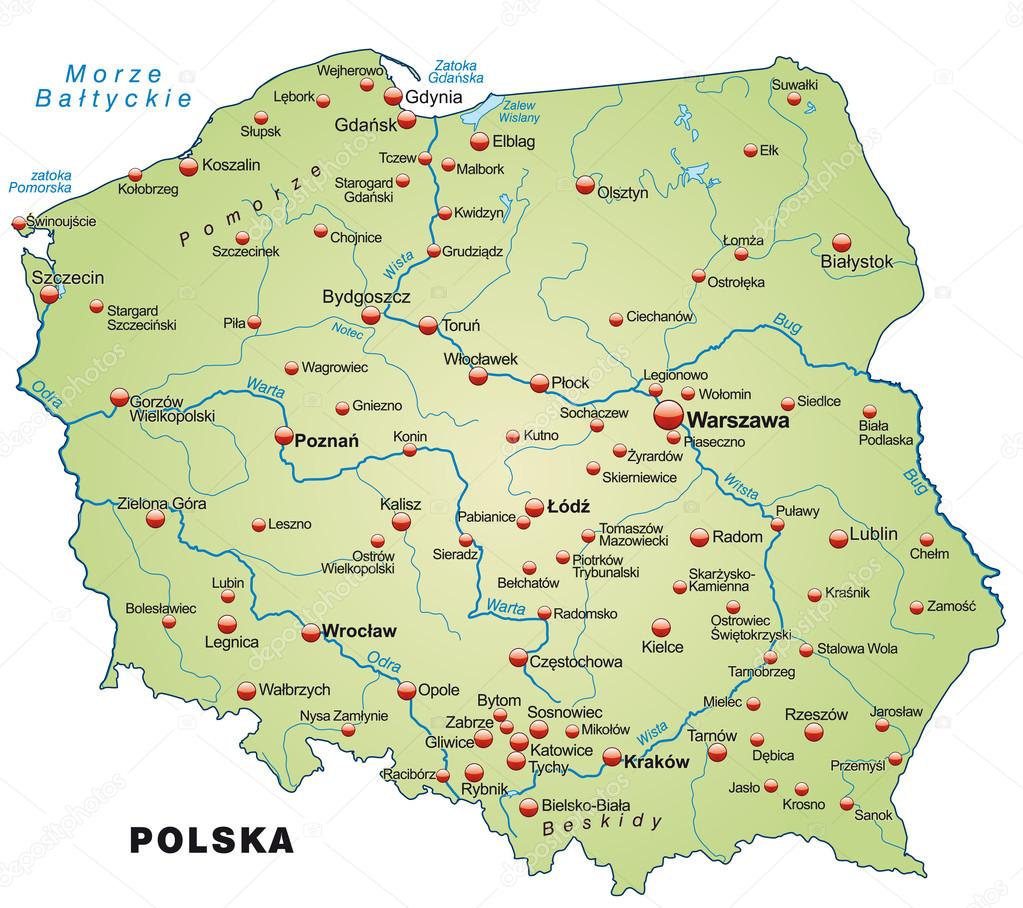 Morze
Bałtyckie
Zatoka
Gdańska
Wejherowo
Gdynia
Lębork
Zalew
Wislany
Suwałki
Słupsk
Gdańsk
Elbląg
Ełk
Koszalin
Tczew
Malbork
zatoka
Pomorska
Kołobrzeg
Pomorze
Starogard
Gdański
Olsztyn
Świnoujście
Kwidzyn
Szczecinek
Chojnice
Grudziądz
Łomża
Białystok
Wista
Szczecin
Ostrołęka
Bydgoszcz
Stargard
Szczeciński
Piła
Notec
Toruń
Ciechanów
Bug
Włocławek
Wagrowiec
Płock
Legionowo
Wołomin
Odra
Warta
Gorzów
Wielkopolski
Gniezno
Sochaczew
Warszawa
Siedlce
Biała
Podlaska
Poznań
Konin
Kutno
Piaseczno
Żyrardów
Skierniewice
Witsta
Bug
Zielona Góra
Kalisz
Łódź
Puławy
Leszno
Pabianice
Tomaszów
Mazowiecki
Radom
Lublin
Ostrów
Wielkopolski
Sieradz
Piotrków
Trybunalski
Chełm
Bełchatów
Skarżysko-
Kamienna
Lubin
Bolesławiec
Warta
Radomsko
Kraśnik
Zamość
Legnica
Wrocław
Ostrowiec
Świętokrzyski
Kielce
Odra
Częstochowa
Stalowa Wola
Tarnobrzeg
Wałbrzych
Opole
Bytom
Mielec
Nysa Zamłynie
Zabrze
Sosnowiec
Mikołów
Rzeszów
Jarosław
Gliwice
Katowice
Wista
Tarnów
Dębica
Tychy
Kraków
Przemyśl
Racibórz
Rybnik
Jasło
Krosno
Sanok
Bielsko-Biała
Beskidy
POLSKA
depositphotos